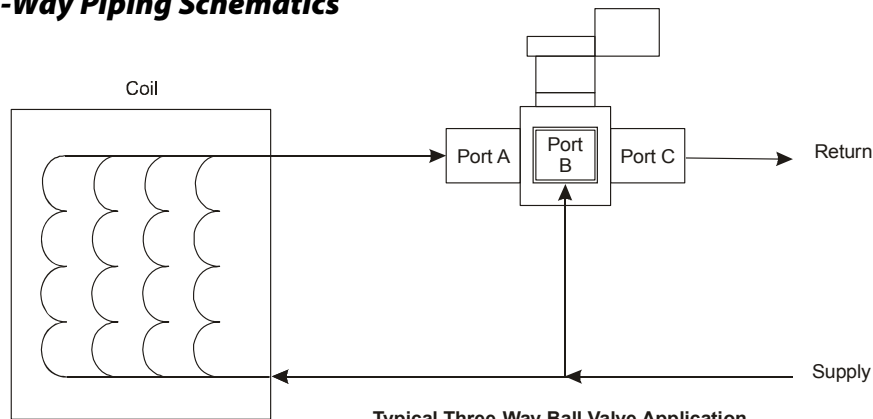 -Way Piping Schematics
Coil
Port A
Port
B
Port C
Return
Supply
Typical Three-Way Ball Valve Application